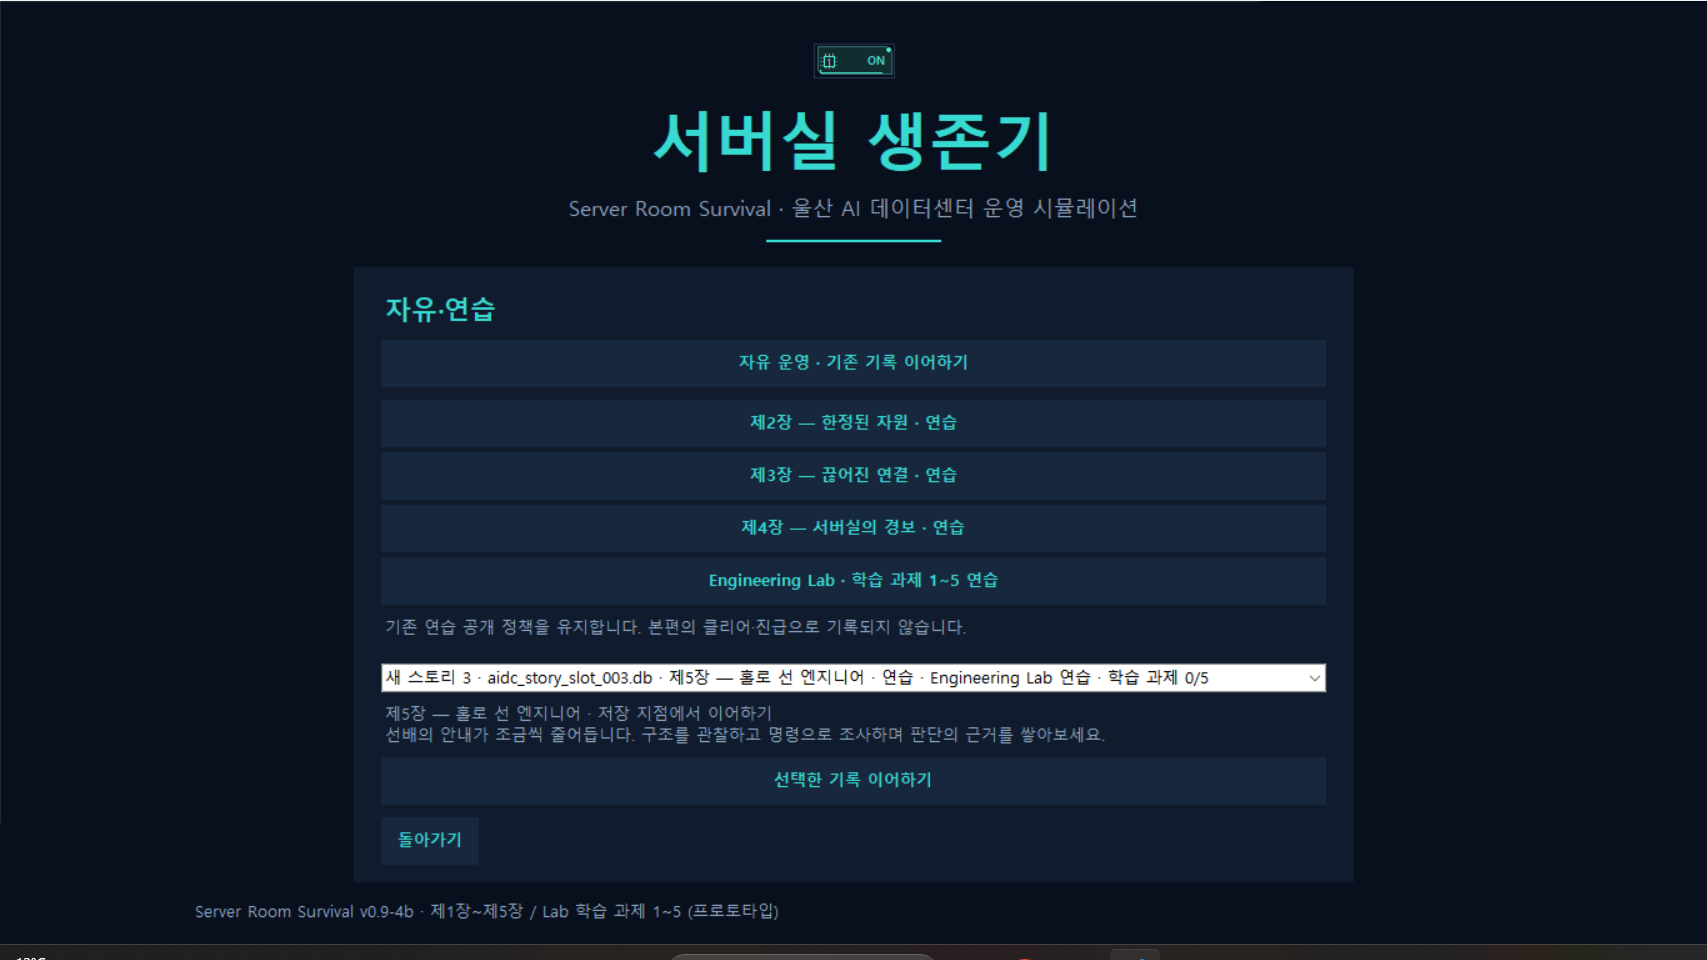 ON
서버실 생존기
Server Room Survival · 울산 AI 데이터센터 운영 시뮬레이션
자유·연습
자유 운영 · 기존 기록 이어하기
제2장 — 한정된 자원 · 연습
제3장 — 끊어진 연결 · 연습
제4장 — 서버실의 경보 · 연습
Engineering Lab · 학습 과제 1~5 연습
기존 연습 공개 정책을 유지합니다. 본편의 클리어·진급으로 기록되지 않습니다.
새 스토리 3 · aidc_story_slot_003.db · 제5장 — 홀로 선 엔지니어 · 연습 · Engineering Lab 연습 · 학습 과제 0/5
제5장 — 홀로 선 엔지니어 · 저장 지점에서 이어하기
선배의 안내가 조금씩 줄어듭니다. 구조를 관찰하고 명령으로 조사하며 판단의 근거를 쌓아보세요.
선택한 기록 이어하기
돌아가기
Server Room Survival v0.9-4b · 제1장~제5장 / Lab 학습 과제 1~5 (프로토타입)